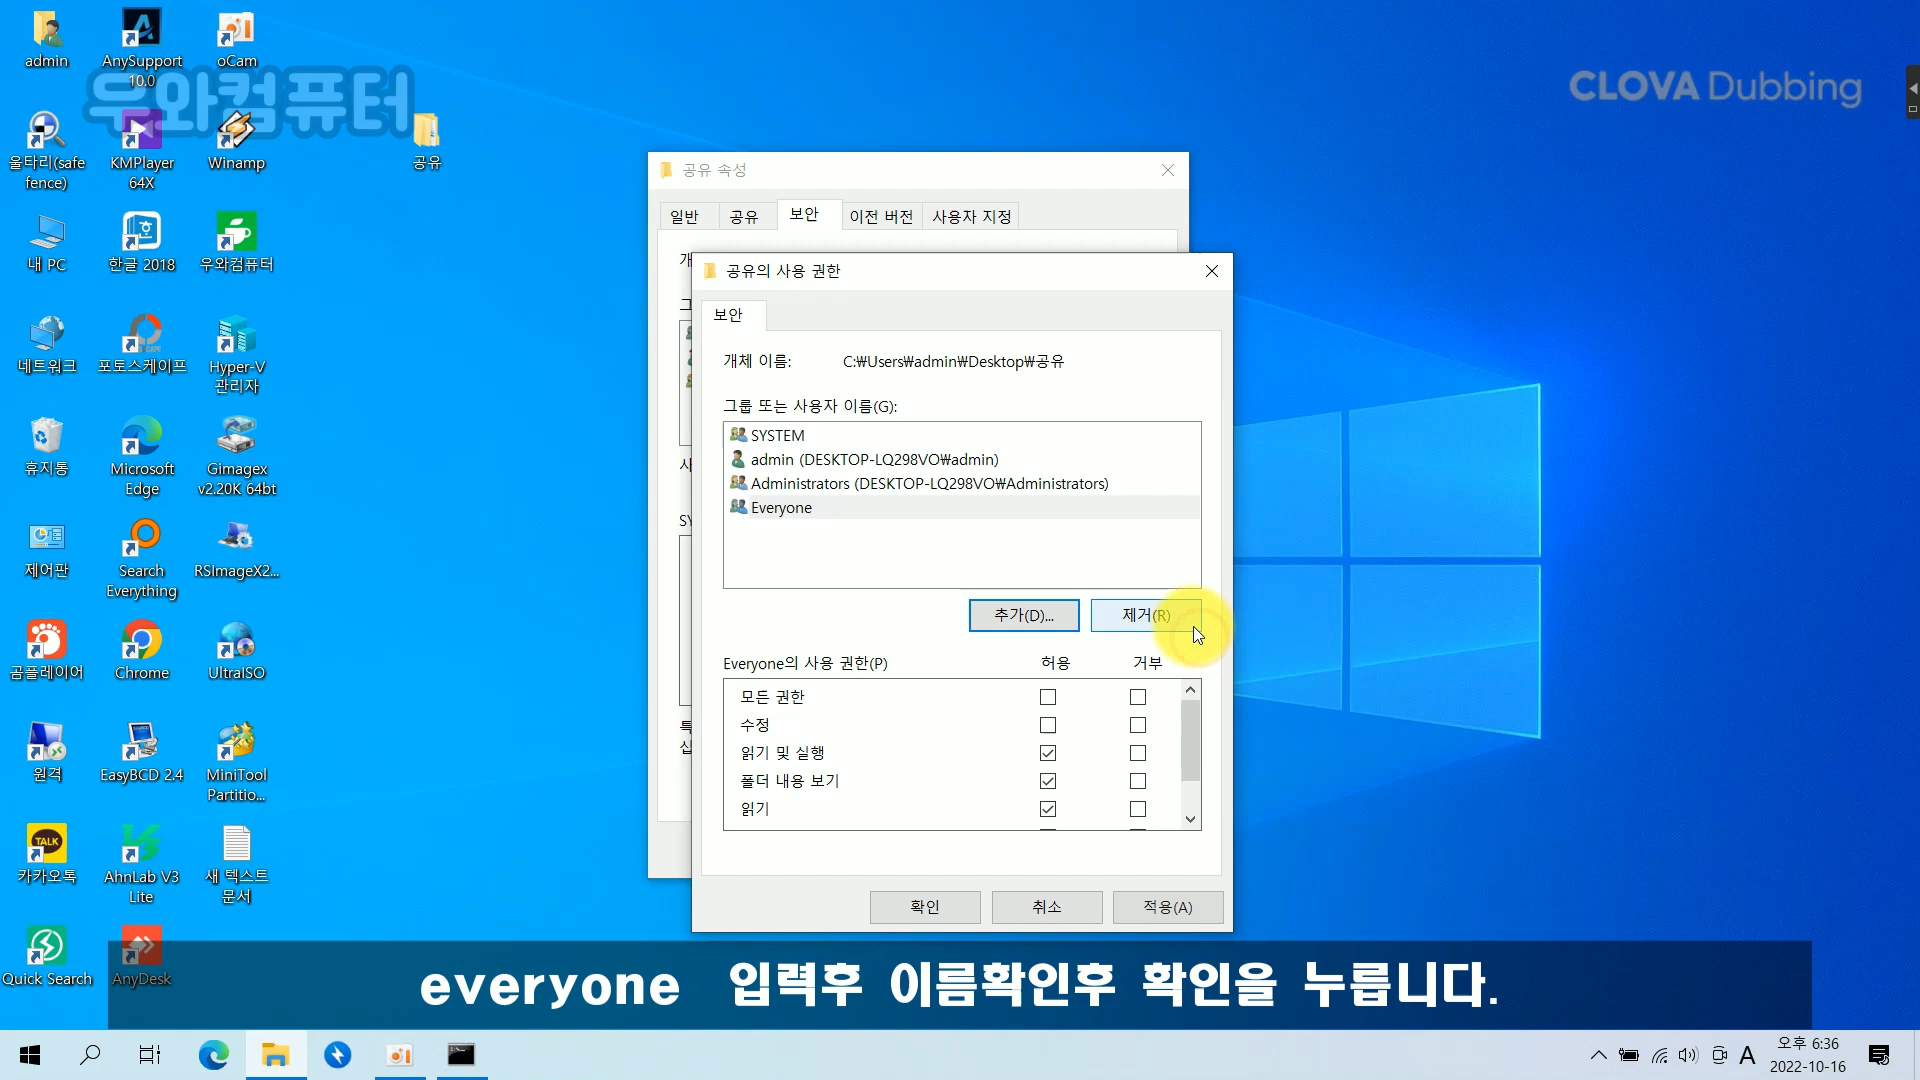 admin
AnySupport
10.0
oCam
우와컴퓨터
CLOVA Dubbing
울타리(safe
fence)
KMPlayer
64X
Winamp
공유
내 PC
한글 2018
우와컴퓨터
네트워크
포토스케이프
Hyper-V
관리자
휴지통
Microsoft
Edge
Gimagex
v2.20K 64bt
제어판
Search
Everything
RSImageX2...
곰플레이어
Chrome
UltraISO
원격
EasyBCD 2.4
MiniTool
Partitio...
TALK
카카오톡
AhnLab V3
Lite
새 텍스트
문서
Quick Search
AnyDesk
공유 속성
일반
공유
보안
이전 버전
사용자 지정
개
그
사
SY
특
십
공유의 사용 권한
보안
개체 이름: C:₩Users₩admin₩Desktop₩공유
그룹 또는 사용자 이름(G):
SYSTEM
admin (DESKTOP-LQ298VO₩admin)
Administrators (DESKTOP-LQ298VO₩Administrators)
Everyone
추가(D)...
제거(R)
Everyone의 사용 권한(P) 허용 거부
모든 권한
수정
읽기 및 실행
폴더 내용 보기
읽기
확인
취소
적용(A)
everyone 입력후 이름확인후 확인을 누릅니다.
A
오후 6:36
2022-10-16